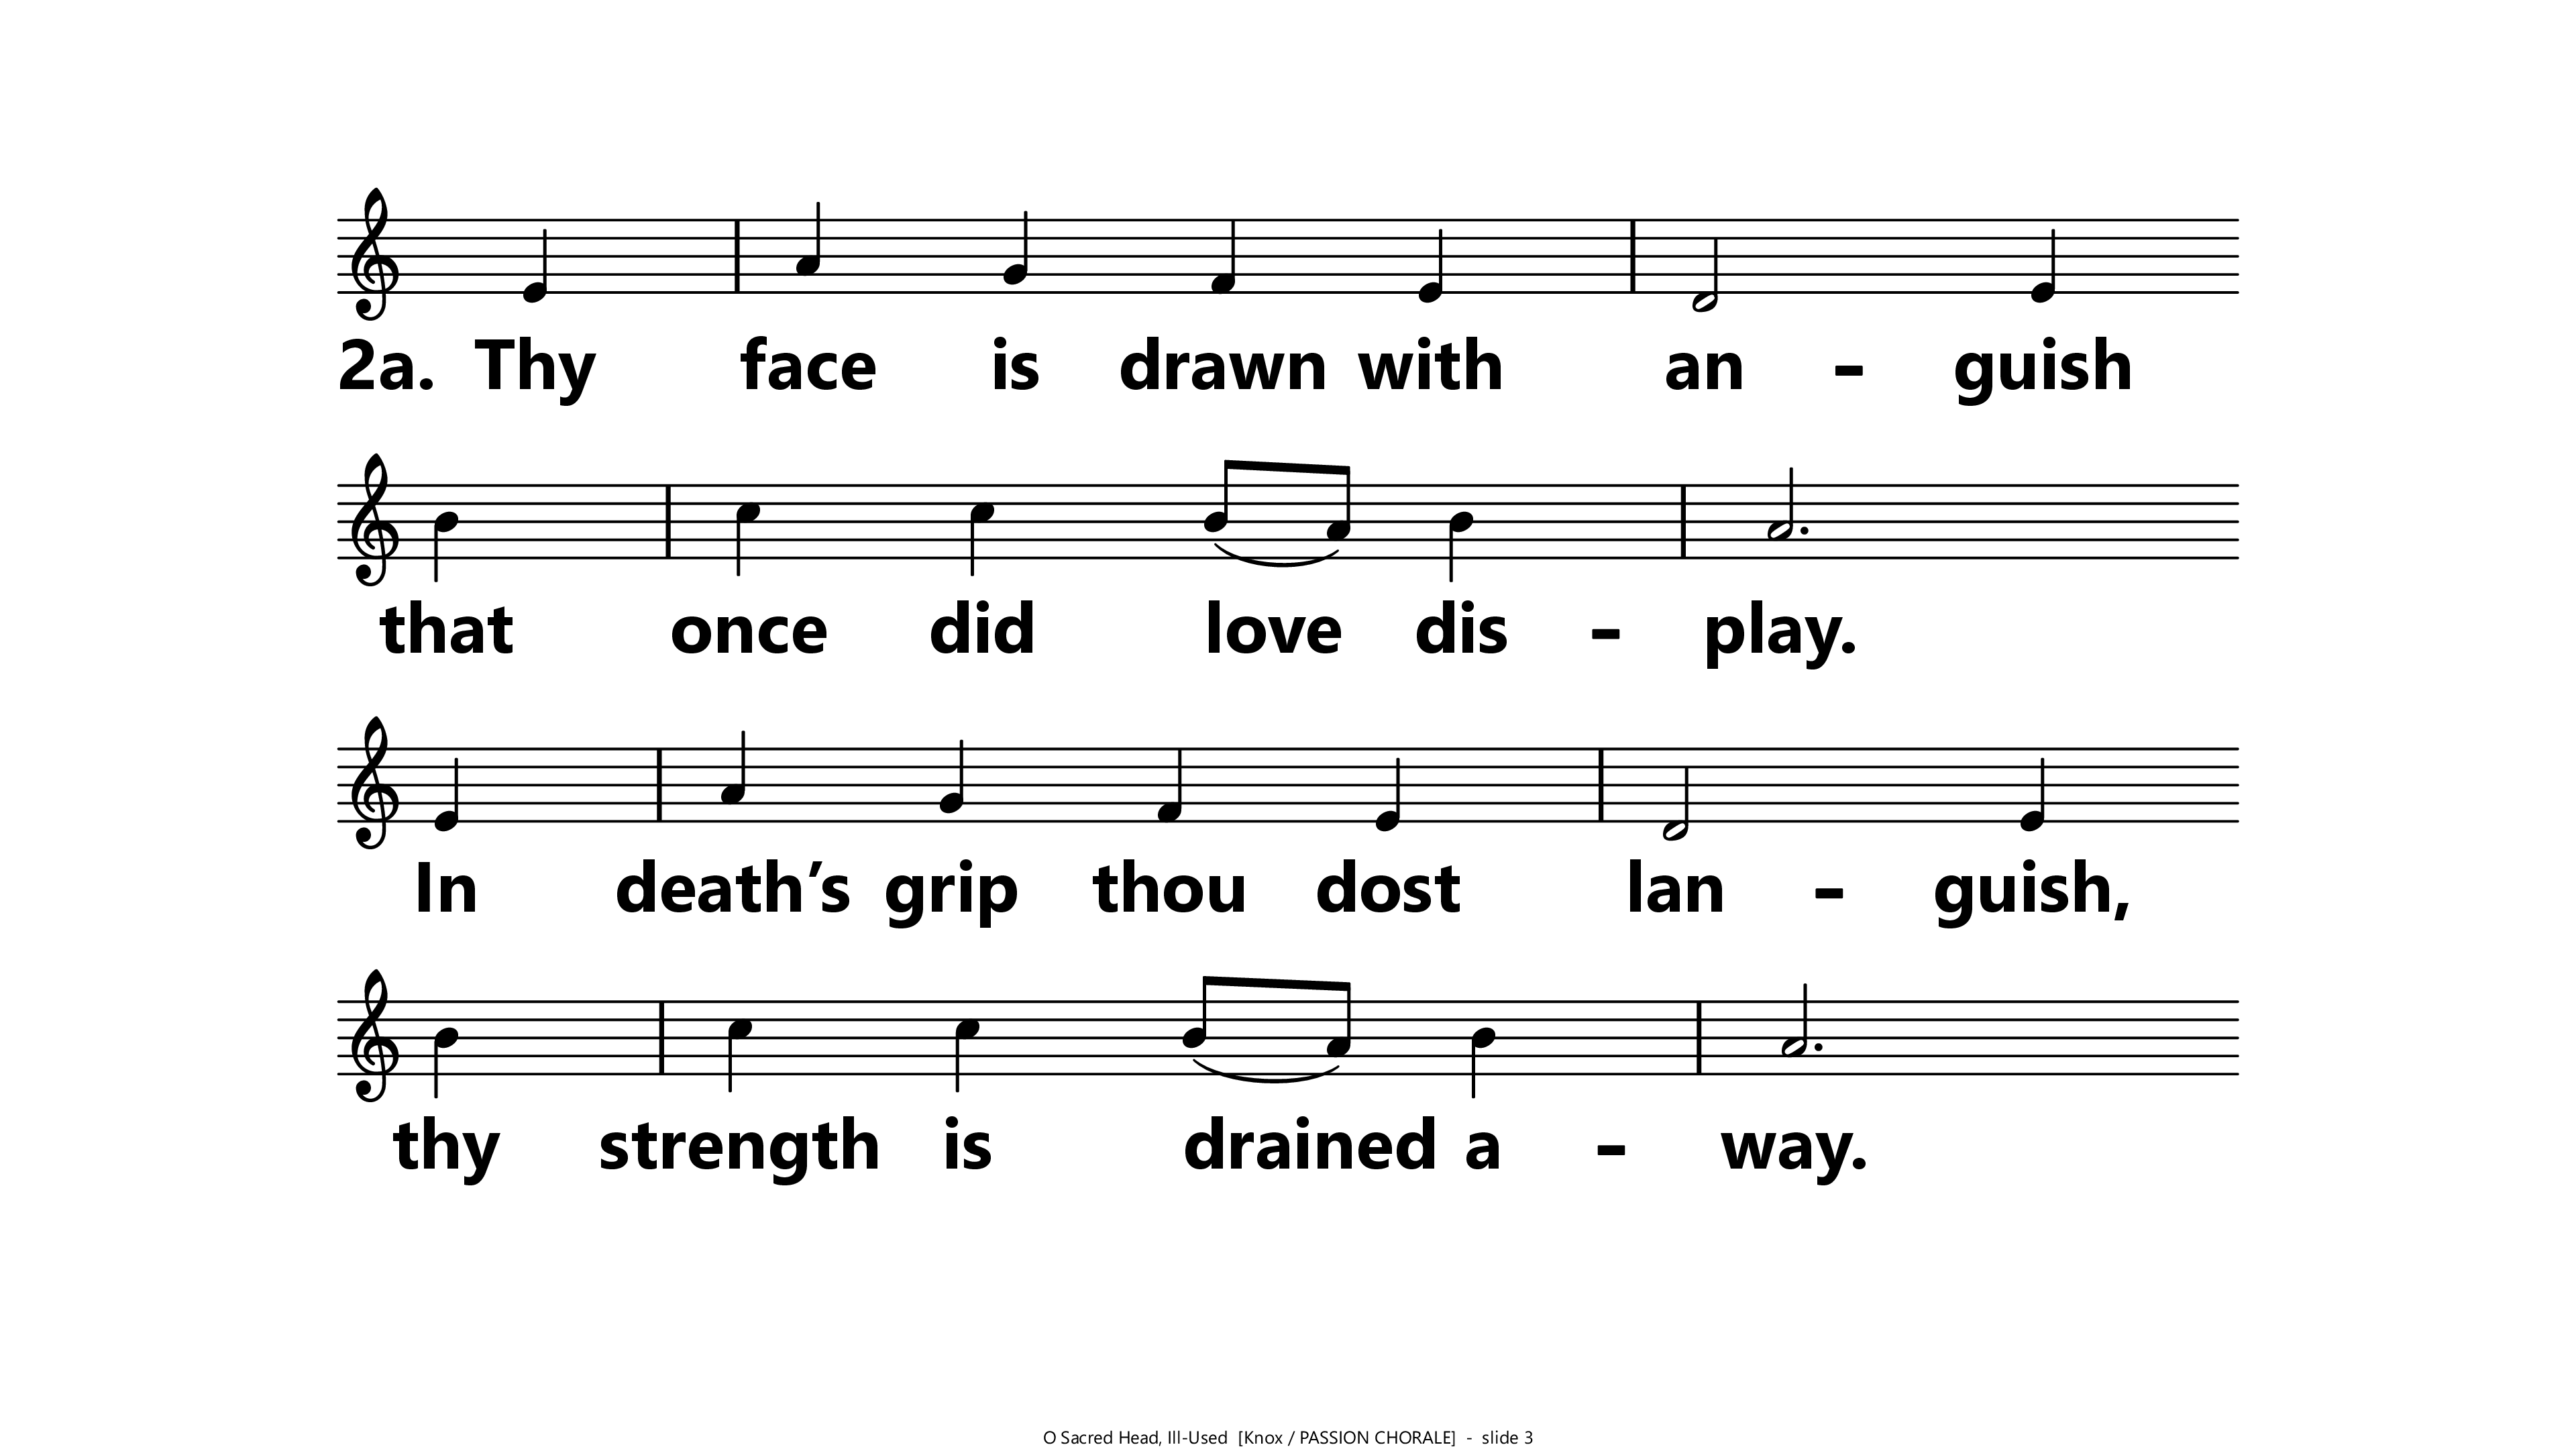 2a. Thy face is drawn with an - guish
that once did love dis - play.
In death’s grip thou dost lan - guish,
thy strength is drained a - way.
O Sacred Head, Ill-Used [Knox / PASSION CHORALE] - slide 3